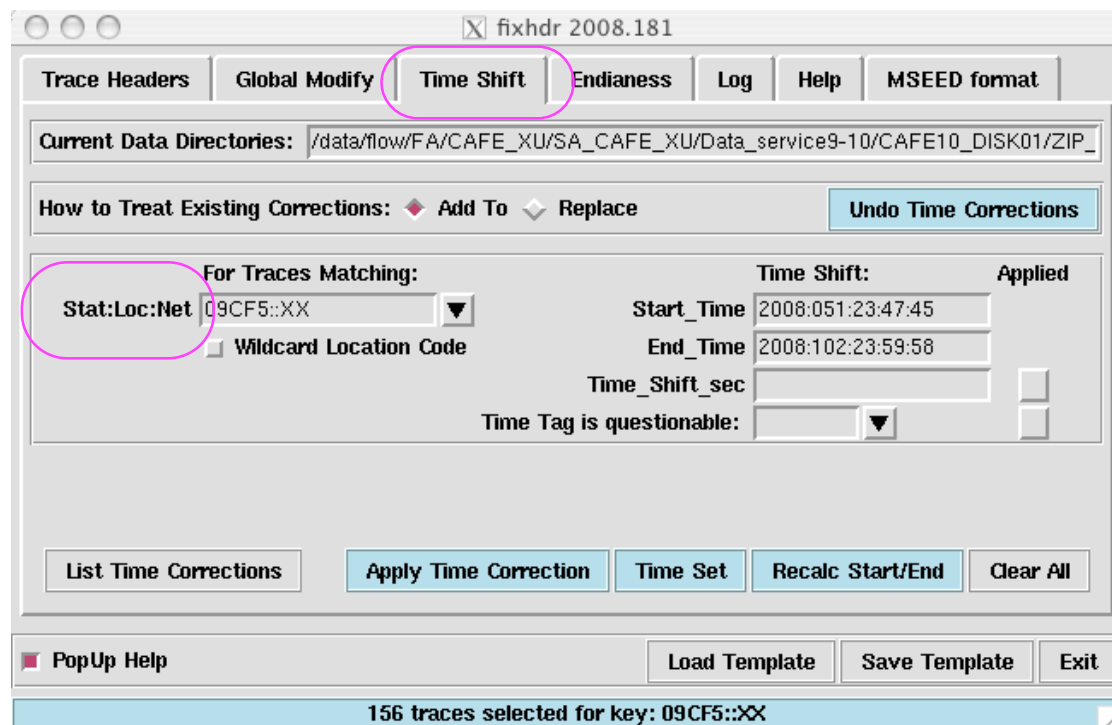 fixhdr 2008.181
Trace Headers Global Modify Time Shift Endianess Log Help MSEED format
Current Data Directories: /data/flow/FA/CAFE_XU/SA_CAFE_XU/Data_service9-10/CAFE10_DISK01/ZIP_
How to Treat Existing Corrections: Add To Replace Undo Time Corrections
For Traces Matching: Time Shift: Applied
Stat:Loc:Net 09CF5::XX Start_Time 2008:051:23:47:45
Wildcard Location Code End_Time 2008:102:23:59:58
Time_Shift_sec
Time Tag is questionable:
List Time Corrections Apply Time Correction Time Set Recalc Start/End Clear All
PopUp Help Load Template Save Template Exit
156 traces selected for key: 09CF5::XX